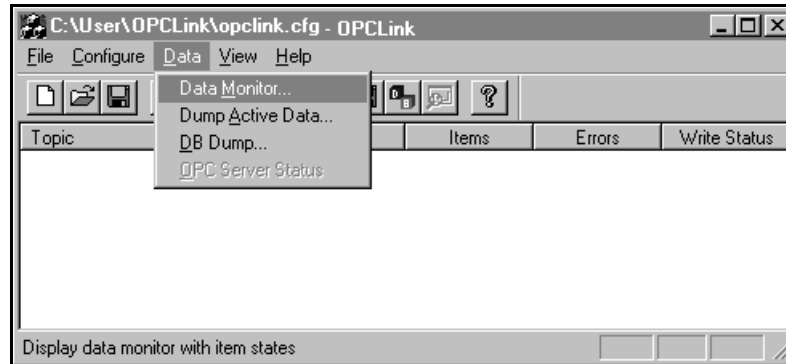 C:\User\OPCLink\opclink.cfg - OPCLink
File Configure Data View Help
Data Monitor...
Dump Active Data...
DB Dump...
OPC Server Status
Topic Items Errors Write Status
Display data monitor with item states